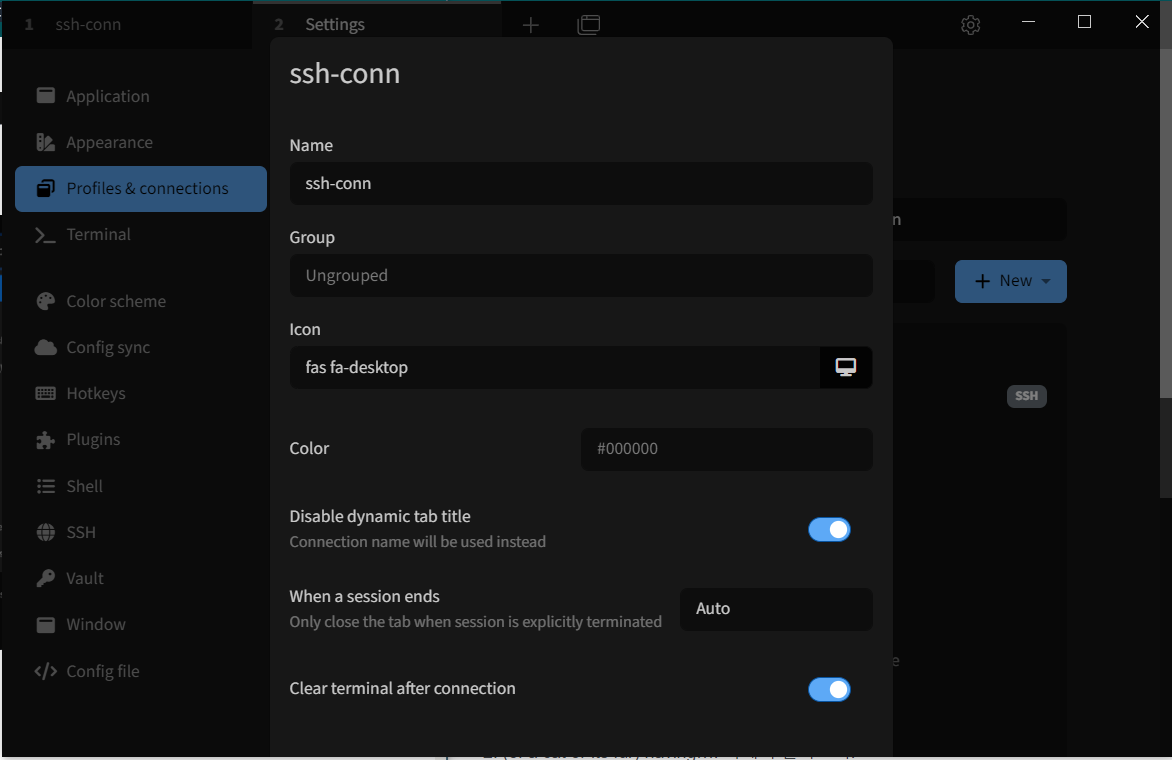 1 ssh-conn
2 Settings
ssh-conn
Application
Appearance
Profiles & connections
Terminal
Color scheme
Config sync
Hotkeys
Plugins
Shell
SSH
Vault
Window
Config file
Name
ssh-conn
Group
Ungrouped
Icon
fas fa-desktop
Color
#000000
Disable dynamic tab title
Connection name will be used instead
When a session ends
Only close the tab when session is explicitly terminated
Auto
Clear terminal after connection
n
New
SSH
e